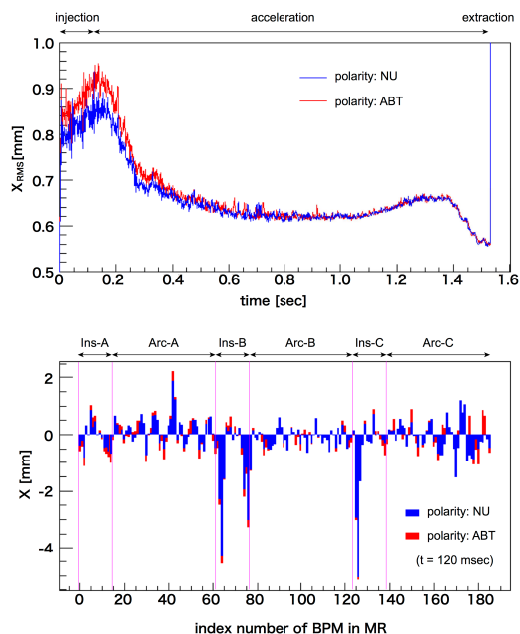 injection acceleration extraction
1.0
0.9
0.8
0.7
0.6
0.5
XRMS[mm]
polarity: NU
polarity: ABT
0 0.2 0.4 0.6 0.8 1.0 1.2 1.4 1.6
time [sec]
Ins-A Arc-A Ins-B Arc-B Ins-C Arc-C
2
0
-2
-4
X [mm]
polarity: NU
polarity: ABT
(t = 120 msec)
0 20 40 60 80 100 120 140 160 180
index number of BPM in MR